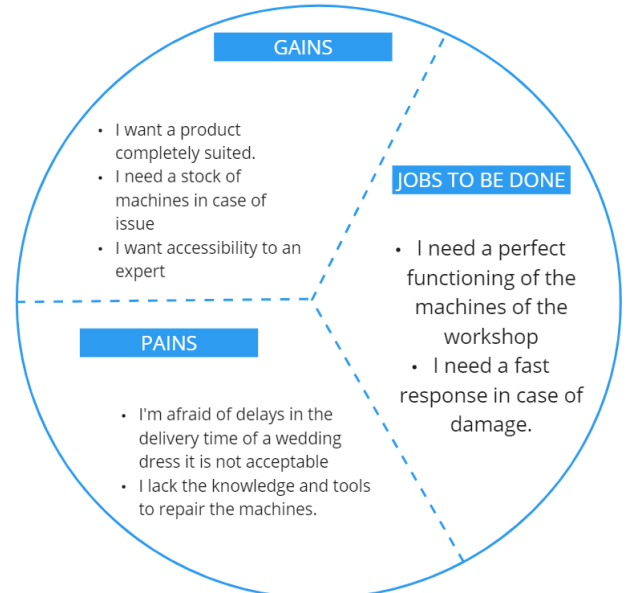 GAINS
• I want a product
completely suited.
• I need a stock of
machines in case of
issue
• I want accessibility to an
expert
JOBS TO BE DONE
• I need a perfect
functioning of the
machines of the
workshop
• I need a fast
response in case of
damage.
PAINS
• I'm afraid of delays in the
delivery time of a wedding
dress it is not acceptable
• I lack the knowledge and tools
to repair the machines.